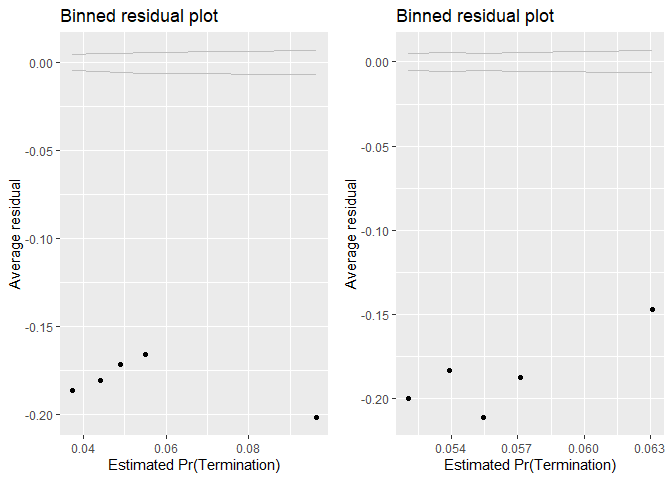 Binned residual plot
Average residual
0.00
-0.05
-0.10
-0.15
-0.20
0.04 0.06 0.08
Estimated Pr(Termination)
Binned residual plot
Average residual
0.00
-0.05
-0.10
-0.15
-0.20
0.054 0.057 0.060 0.063
Estimated Pr(Termination)